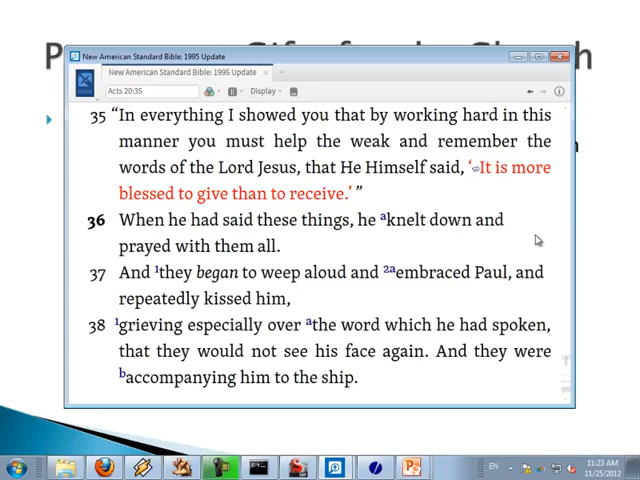 New American Standard Bible: 1995 Update
New American Standard Bible: 1995 Update
Acts 20:35
Display
35 “In everything I showed you that by working hard in this
manner you must help the weak and remember the
words of the Lord Jesus, that He Himself said, ‘It is more
blessed to give than to receive.’ ”
36 When he had said these things, he aknelt down and
prayed with them all.
37 And 1they began to weep aloud and 2aembraced Paul, and
repeatedly kissed him,
38 1grieving especially over athe word which he had spoken,
that they would not see his face again. And they were
baccompanying him to the ship.
EN
11:23 AM
11/25/2012